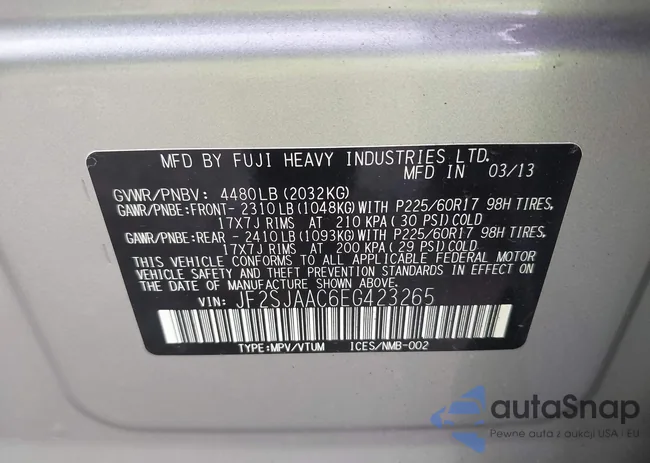 MFD BY FUJI HEAVY INDUSTRIES LTD.
MFD IN 03/13
GVWR/PNBV: 4480LB(2032KG)
GAWR/PNBE:FRONT- 2310LB(1048KG)WITH P225/60R17 98H TIRES,
17X7J RIMS AT 210 KPA(30 PSI)COLD
GAWR/PNBE:REAR - 2410LB(1093KG)WITH P225/60R17 98H TIRES,
17X7J RIMS AT 200 KPA(29 PSI)COLD
THIS VEHICLE CONFORMS TO ALL APPLICABLE FEDERAL MOTOR
VEHICLE SAFETY AND THEFT PREVENTION STANDARDS IN EFFECT ON
THE DATE OF MANUFACTURE SHOWN ABOVE.
VIN: JF2SJAAC6EG423265
TYPE:MPV/VTUM ICES/NMB-002
autaSnap
Pewne auta z aukcji USA - EU